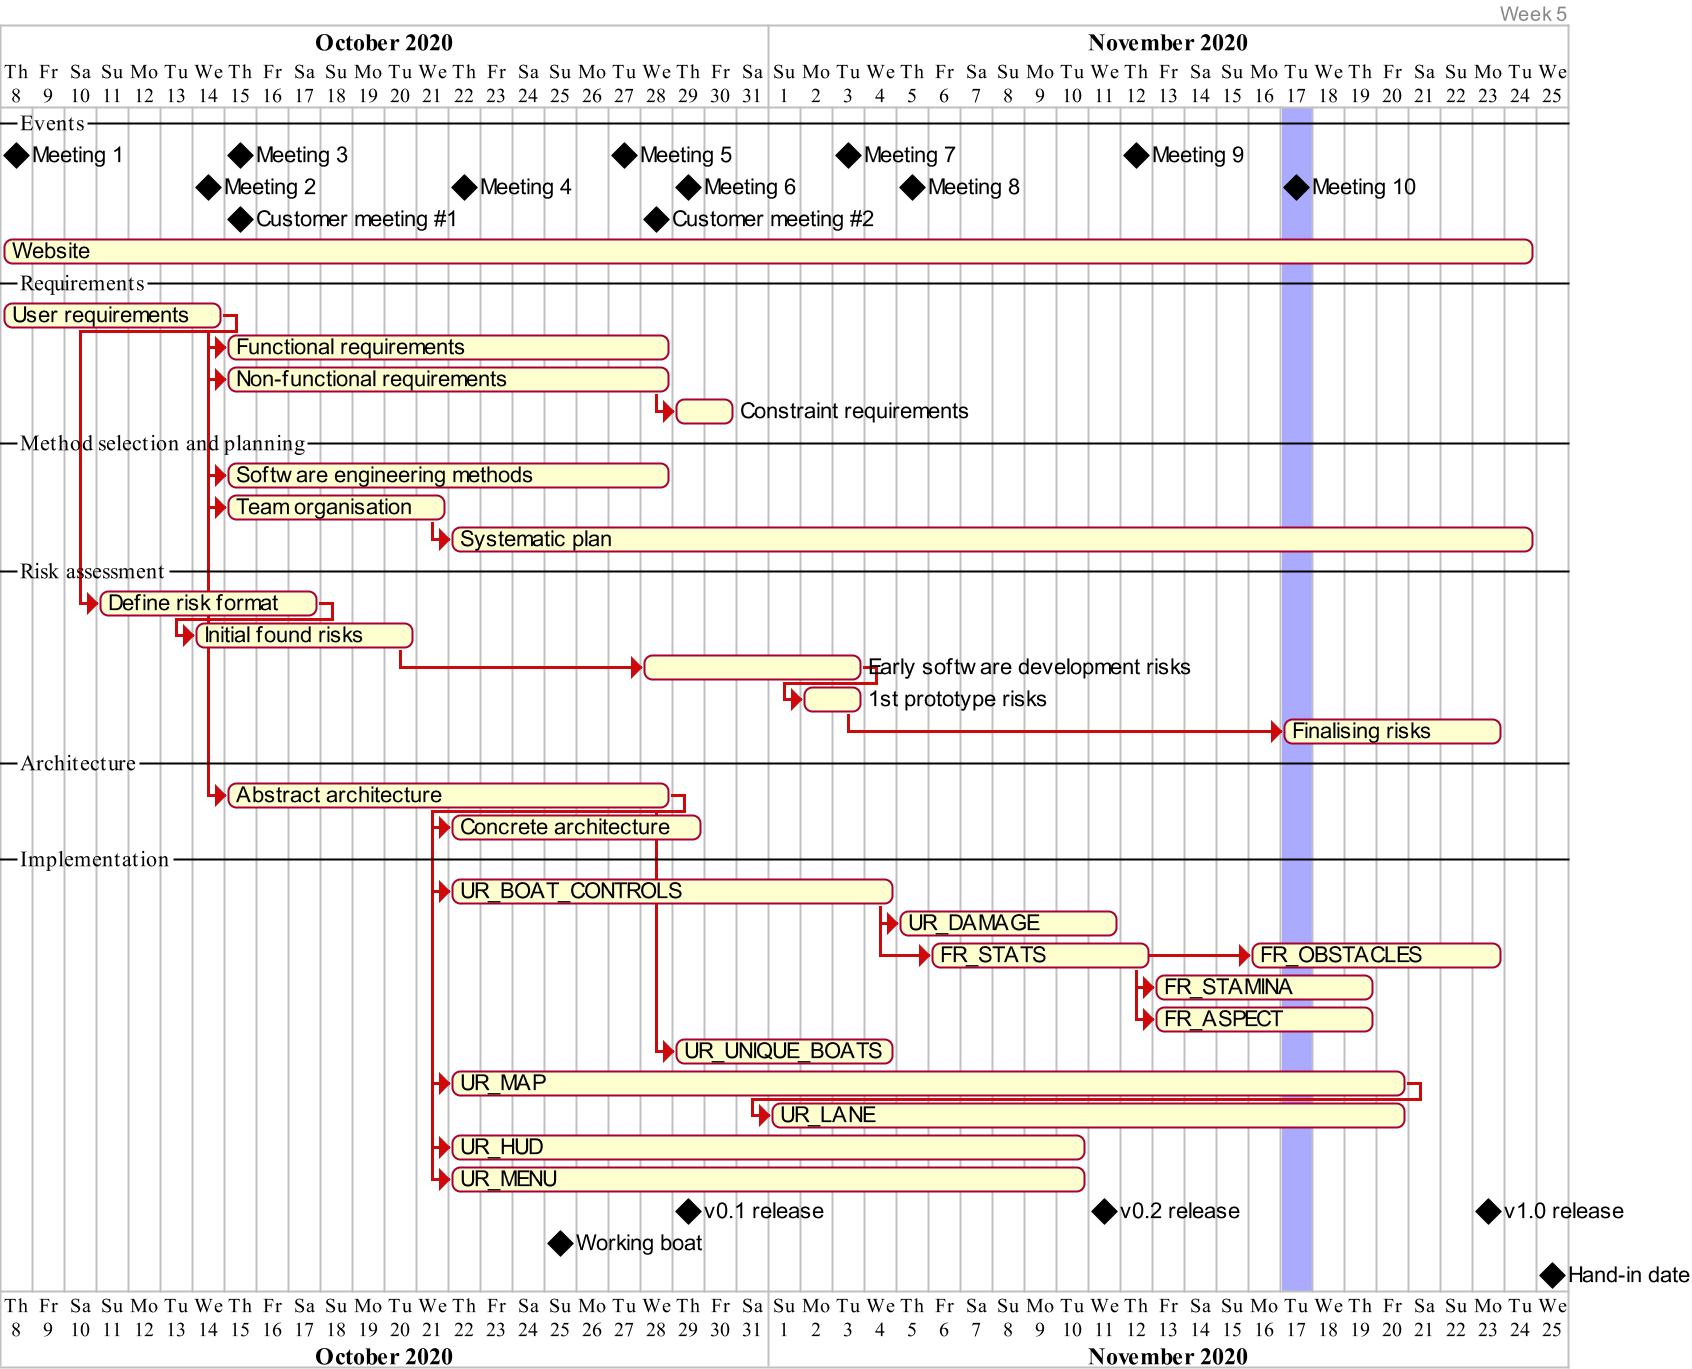 Week 5
October 2020 November 2020
Th Fr Sa Su Mo Tu We Th Fr Sa Su Mo Tu We Th Fr Sa Su Mo Tu We Th Fr Sa Su Mo Tu We Th Fr Sa Su Mo Tu We Th Fr Sa Su Mo Tu We Th Fr Sa Su Mo Tu We
8 9 10 11 12 13 14 15 16 17 18 19 20 21 22 23 24 25 26 27 28 29 30 31 1 2 3 4 5 6 7 8 9 10 11 12 13 14 15 16 17 18 19 20 21 22 23 24 25
Events
Meeting 1 Meeting 3 Meeting 5 Meeting 7 Meeting 9
Meeting 2 Meeting 4 Meeting 6 Meeting 8 Meeting 10
Customer meeting #1 Customer meeting #2
Website
Requirements
User requirements
Functional requirements
Non-functional requirements
Constraint requirements
Method selection and planning
Software engineering methods
Team organisation
Systematic plan
Risk assessment
Define risk format
Initial found risks
Early software development risks
1st prototype risks
Finalising risks
Architecture
Abstract architecture
Concrete architecture
Implementation
UR_BOAT_CONTROLS
UR_DAMAGE
FR_STATS FR_OBSTACLES
FR_STAMINA
FR_ASPECT
UR_UNIQUE_BOATS
UR_MAP
UR_LANE
UR_HUD
UR_MENU
v0.1 release v0.2 release v1.0 release
Working boat
Hand-in date
Th Fr Sa Su Mo Tu We Th Fr Sa Su Mo Tu We Th Fr Sa Su Mo Tu We Th Fr Sa Su Mo Tu We Th Fr Sa Su Mo Tu We Th Fr Sa Su Mo Tu We Th Fr Sa Su Mo Tu We
8 9 10 11 12 13 14 15 16 17 18 19 20 21 22 23 24 25 26 27 28 29 30 31 1 2 3 4 5 6 7 8 9 10 11 12 13 14 15 16 17 18 19 20 21 22 23 24 25
October 2020 November 2020